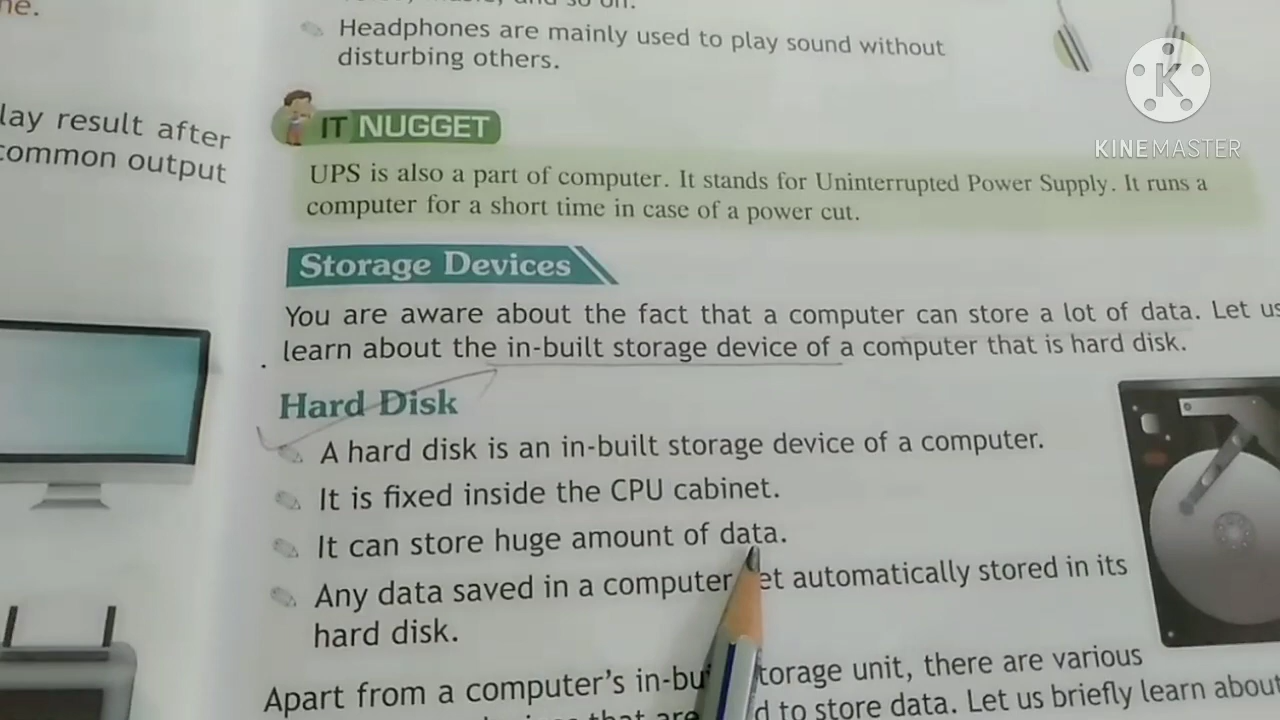 ne.
Headphones are mainly used to play sound without
disturbing others.
lay result after
common output
IT NUGGET
UPS is also a part of computer. It stands for Uninterrupted Power Supply. It runs a
computer for a short time in case of a power cut.
Storage Devices
You are aware about the fact that a computer can store a lot of data. Let us
learn about the in-built storage device of a computer that is hard disk.
Hard Disk
A hard disk is an in-built storage device of a computer.
It is fixed inside the CPU cabinet.
It can store huge amount of data.
Any data saved in a computer et automatically stored in its
hard disk.
Apart from a computer's in-bu torage unit, there are various
that are d to store data. Let us briefly learn about
K
KINEMASTER